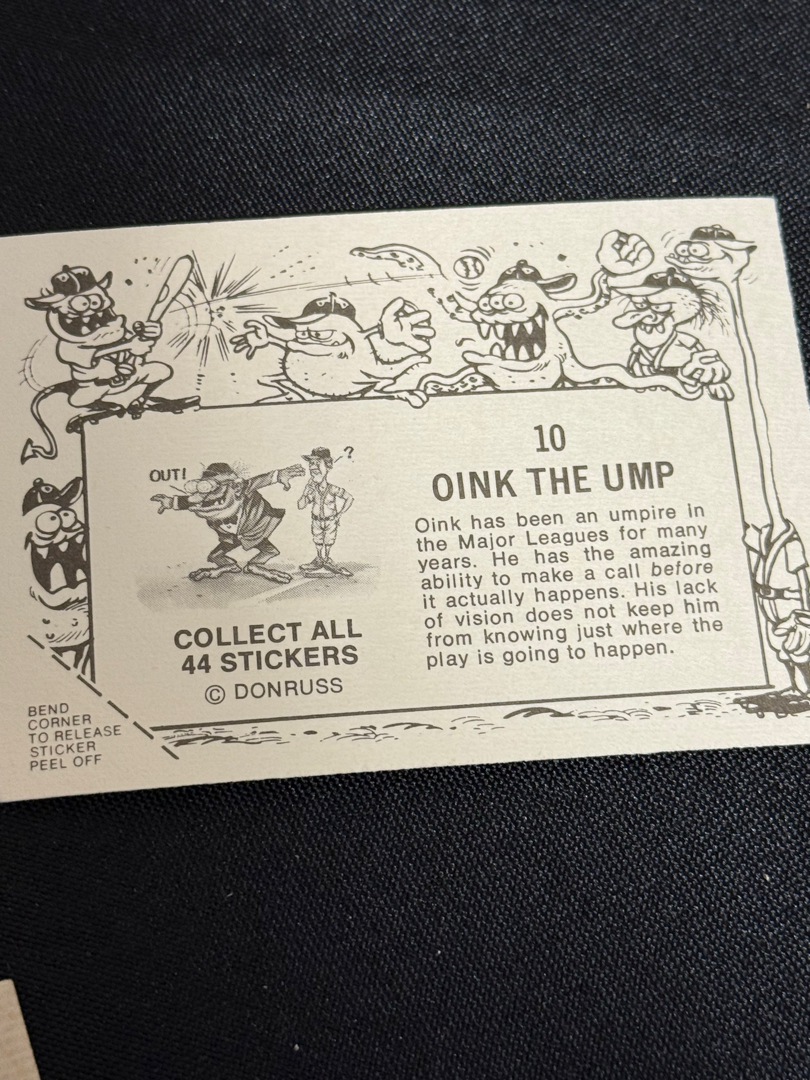 OUT!
?
COLLECT ALL
44 STICKERS
© DONRUSS
10
OINK THE UMP
Oink has been an umpire in
the Major Leagues for many
years. He has the amazing
ability to make a call before
it actually happens. His lack
of vision does not keep him
from knowing just where the
play is going to happen.
BEND
CORNER
TO RELEASE
STICKER
PEEL OFF